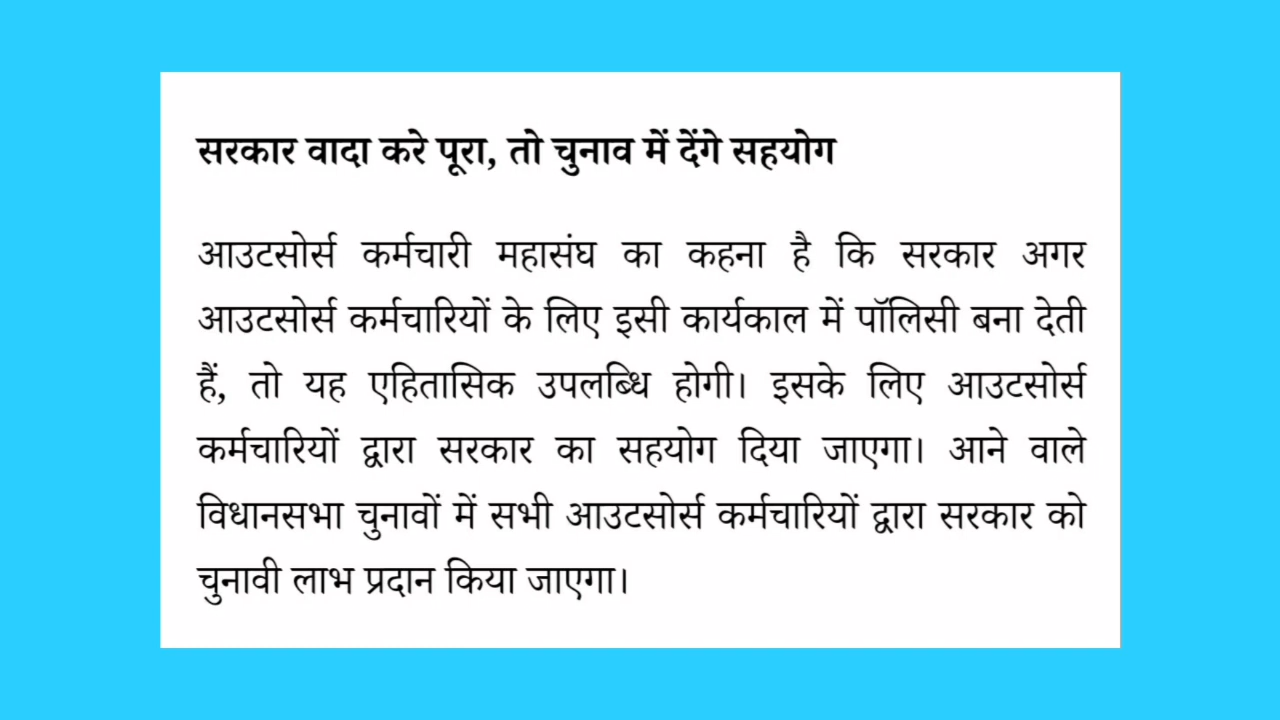 सरकार वादा करे पूरा, तो चुनाव में देंगे सहयोग
आउटसोर्स कर्मचारी महासंघ का कहना है कि सरकार अगर
आउटसोर्स कर्मचारियों के लिए इसी कार्यकाल में पॉलिसी बना देती
हैं, तो यह एहितासिक उपलब्धि होगी। इसके लिए आउटसोर्स
कर्मचारियों द्वारा सरकार का सहयोग दिया जाएगा। आने वाले
विधानसभा चुनावों में सभी आउटसोर्स कर्मचारियों द्वारा सरकार को
चुनावी लाभ प्रदान किया जाएगा।